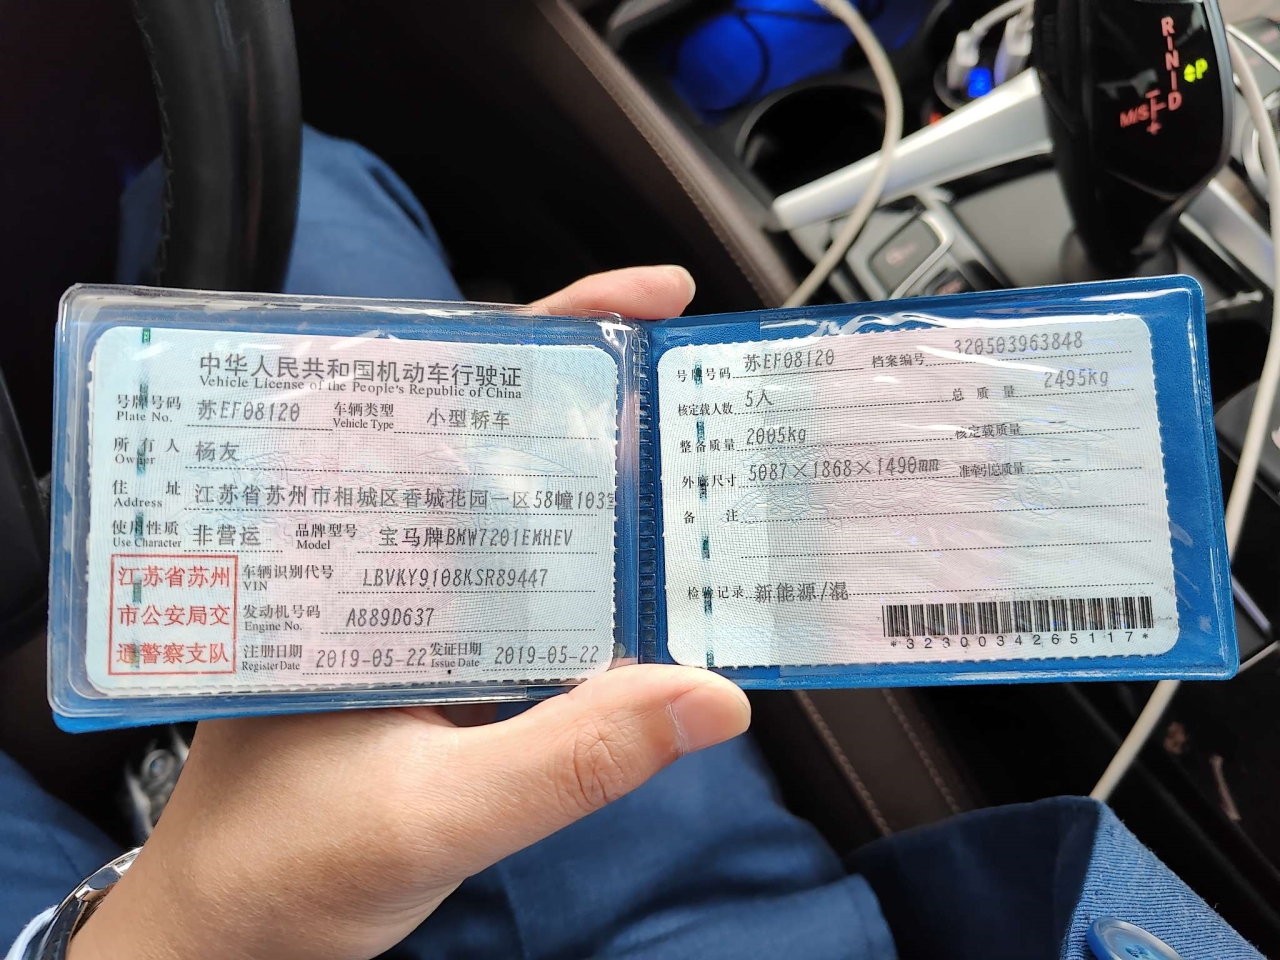 中华人民共和国机动车行驶证
Vehicle License of the People's Republic of China
号牌号码 苏EF08120 车辆类型 小型轿车
Plate No. Vehicle Type
所有人 杨友
Owner
住址 江苏省苏州市相城区香城花园一区58幢103室
Address
使用性质 非营运 品牌型号 宝马牌BMW7201EMHEV
Use Character Model
江苏省苏州
市公安局交
通警察支队
车辆识别代号 LBVKY9108KSR89447
VIN
发动机号码 A889D637
Engine No.
注册日期 2019-05-22 发证日期 2019-05-22
Register Date Issue Date
号牌号码 苏EF08120 档案编号 320503963848
核定载人数 5人 总质量 2495kg
整备质量 2005kg 核定载质量 --
外廓尺寸 5087×1868×1490mm 准牵引总质量 --
备注
检验记录 新能源/混
*3230034265117*
R
N
D
P
M/S
+